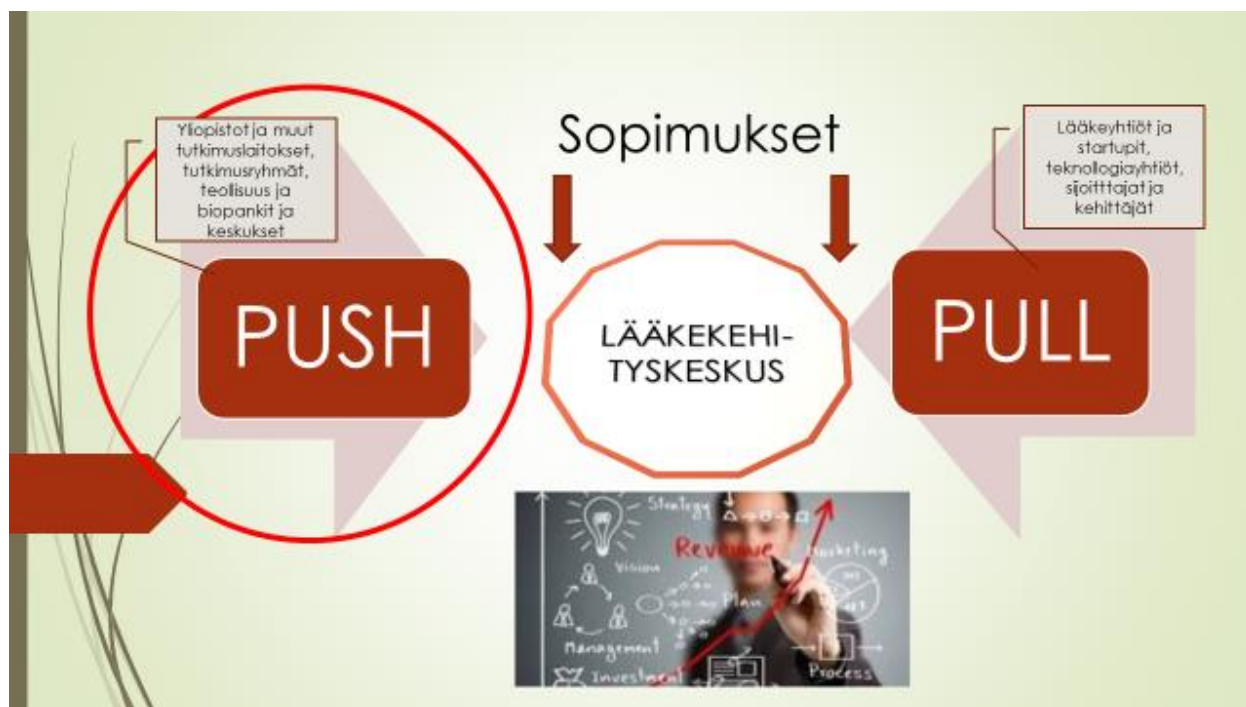 Yliopistot ja muut
tutkimuslaitokset,
tutkimusryhmät,
teollisuus ja
biopankit ja
keskukset
PUSH
Sopimukset
LÄÄKEKEHI-
TYSKESKUS
Lääkeyhtiöt ja
startupit,
teknologiayhtiöt,
sijoitttajat ja
kehittäjät
PULL
Strategy
Revenue
Marketing
Vision
Plan
Management
Process
Investment